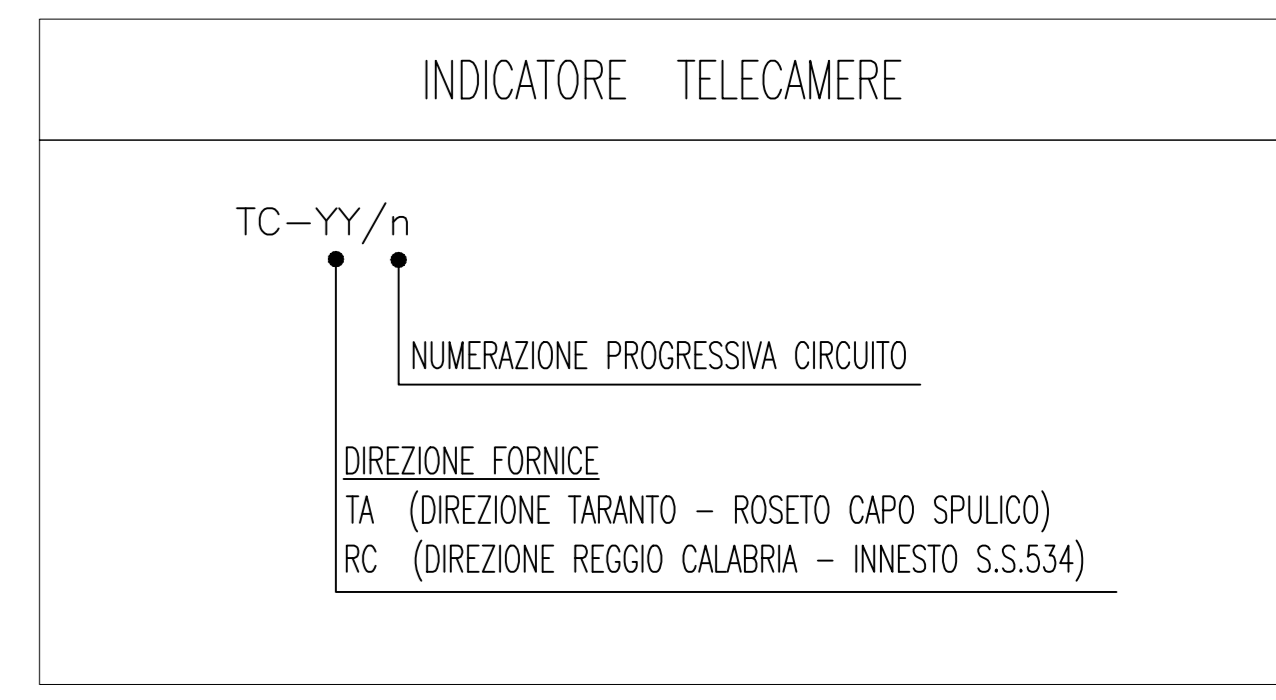 INDICATORE TELECAMERE
TC-YY/n
NUMERAZIONE PROGRESSIVA CIRCUITO
DIREZIONE FORNICE
TA (DIREZIONE TARANTO - ROSETO CAPO SPULICO)
RC (DIREZIONE REGGIO CALABRIA - INNESTO S.S.534)